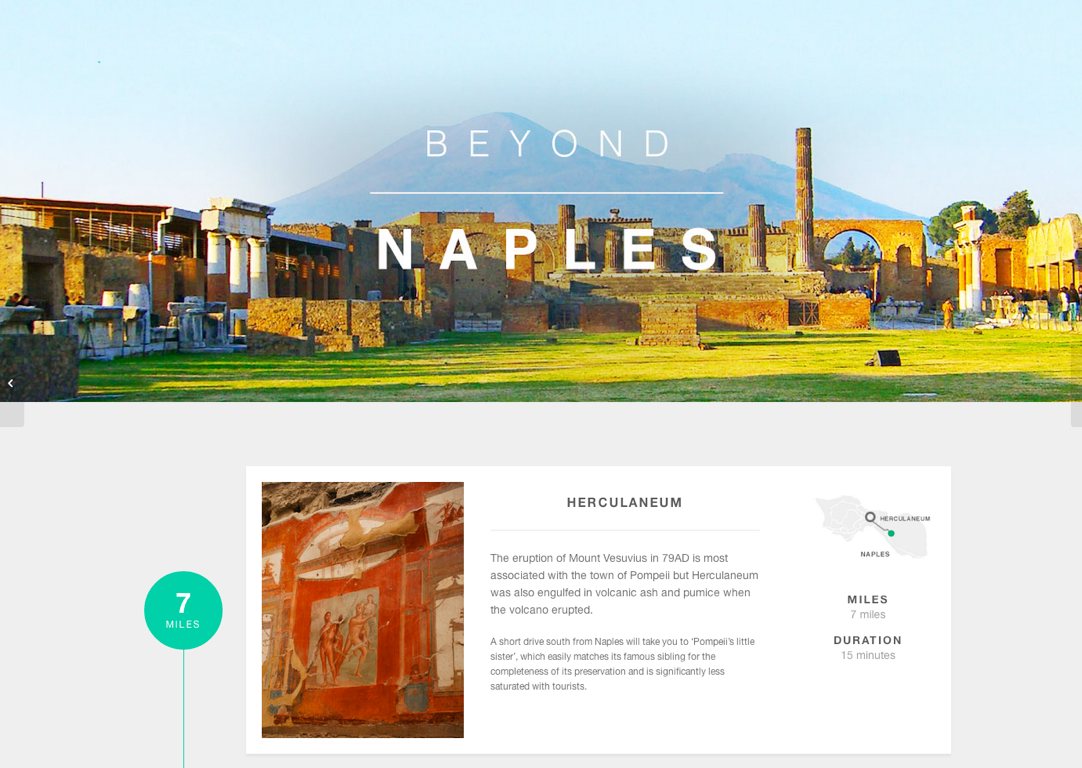 BEYOND
NAPLES
HERCULANEUM
The eruption of Mount Vesuvius in 79AD is most
associated with the town of Pompeii but Herculaneum
was also engulfed in volcanic ash and pumice when
the volcano erupted.
A short drive south from Naples will take you to ‘Pompeii’s little
sister’, which easily matches its famous sibling for the
completeness of its preservation and is significantly less
saturated with tourists.
HERCULANEUM
NAPLES
MILES
7 miles
DURATION
15 minutes
7
MILES